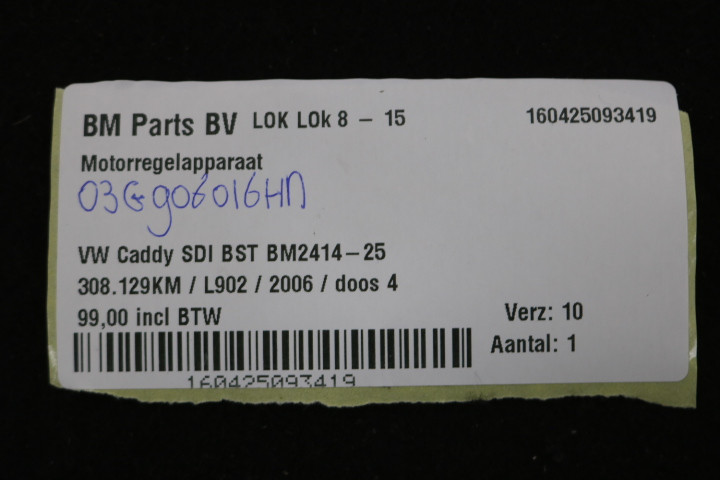 BM Parts BV LOK LOk 8 - 15 160425093419
Motorregelapparaat
03G906016HN
VW Caddy SDI BST BM2414-25
308.129KM / L902 / 2006 / doos 4
99,00 incl BTW
Verz: 10
Aantal: 1
160425093419